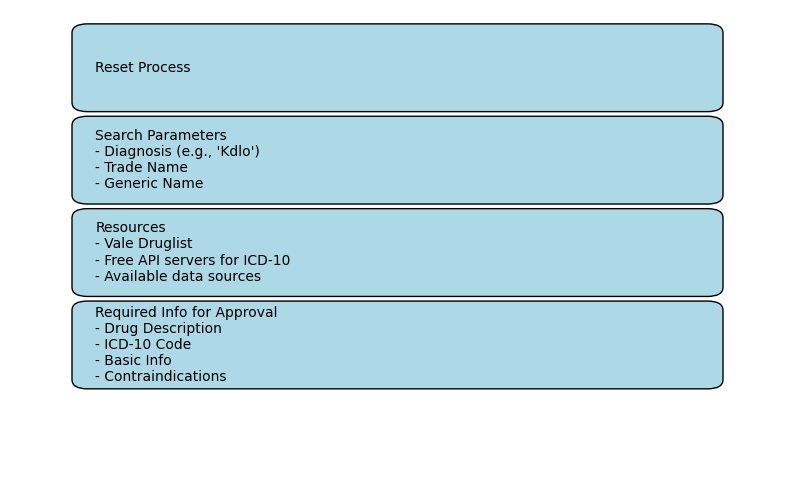 Reset Process
Search Parameters
- Diagnosis (e.g., 'Kdlo')
- Trade Name
- Generic Name
Resources
- Vale Druglist
- Free API servers for ICD-10
- Available data sources
Required Info for Approval
- Drug Description
- ICD-10 Code
- Basic Info
- Contraindications